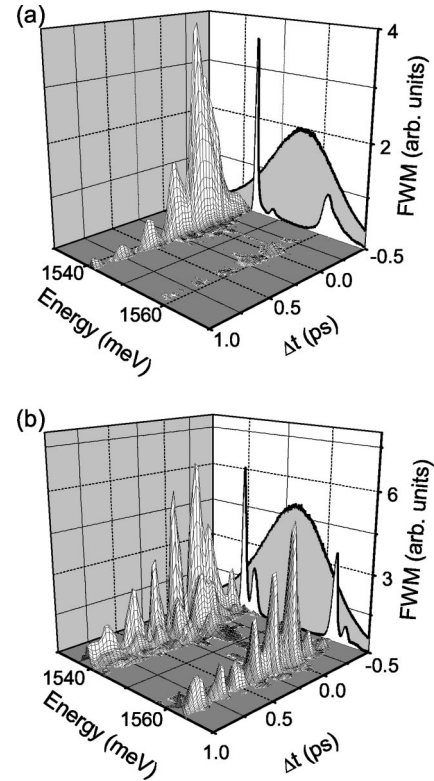 (a)
4
2
-0.5
FWM (arb. units)
1540
1560
Energy (meV)
0.0
0.5
1.0
Δt (ps)
(b)
6
3
-0.5
FWM (arb. units)
1540
1560
Energy (meV)
0.0
0.5
1.0
Δt (ps)